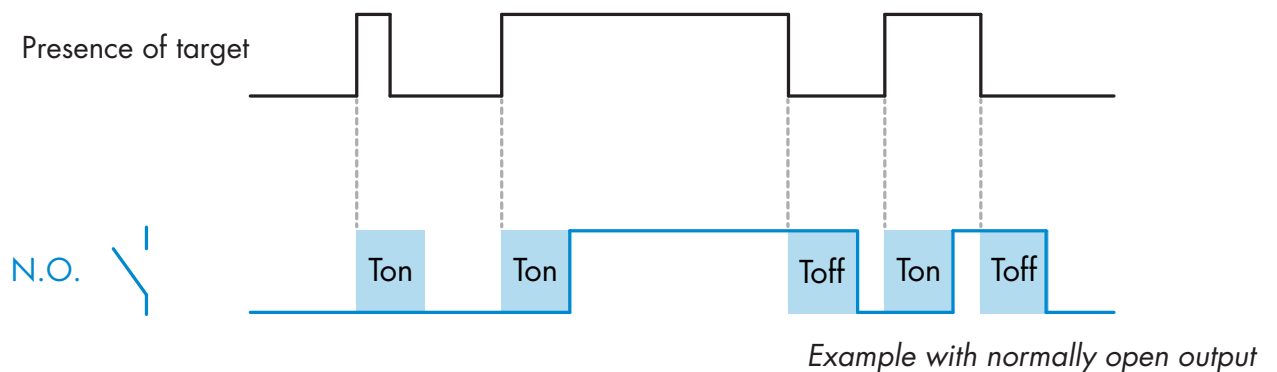 Presence of target
N.O.
Ton Ton Toff Ton Toff
Example with normally open output